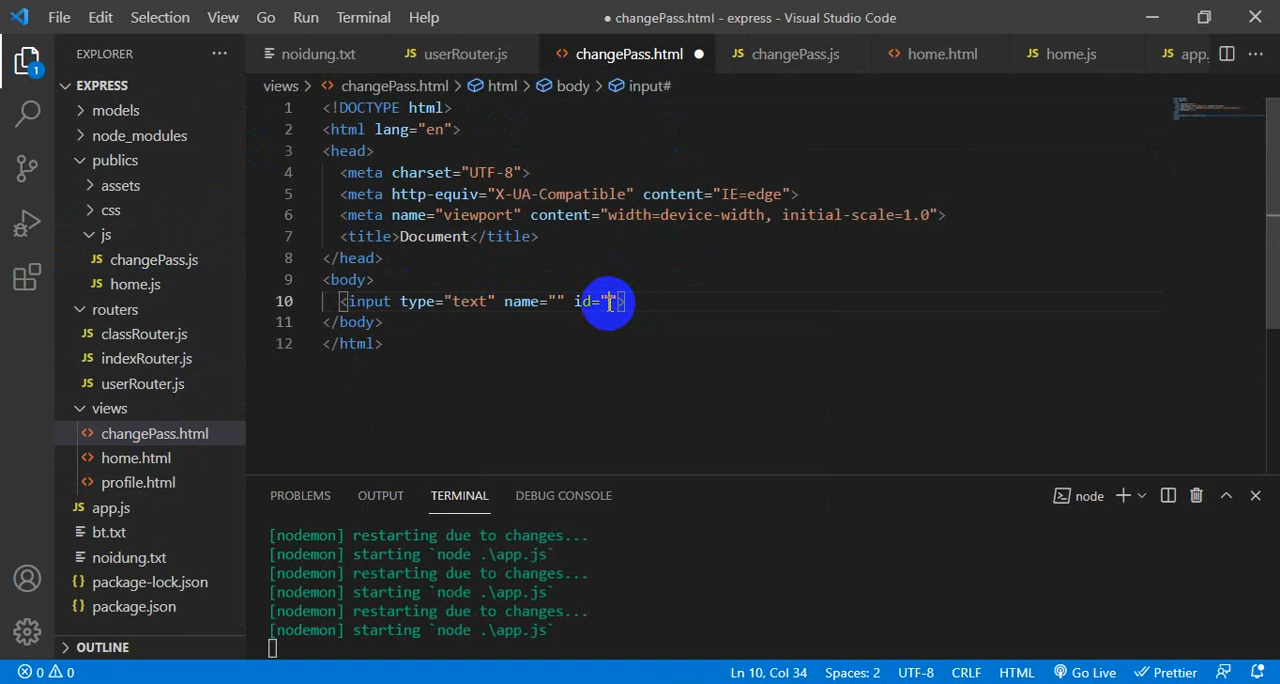 File Edit Selection View Go Run Terminal Help ● changePass.html - express - Visual Studio Code
EXPLORER ···
noidung.txt JS userRouter.js <> changePass.html ● JS changePass.js <> home.html JS home.js JS app. ···
1
EXPRESS
models
node_modules
publics
assets
css
js
JS changePass.js
JS home.js
routers
JS classRouter.js
JS indexRouter.js
JS userRouter.js
views
<> changePass.html
<> home.html
<> profile.html
JS app.js
bt.txt
noidung.txt
{} package-lock.json
{} package.json
OUTLINE
views > <> changePass.html > html > body > input#
1 <!DOCTYPE html>
2 <html lang="en">
3 <head>
4 <meta charset="UTF-8">
5 <meta http-equiv="X-UA-Compatible" content="IE=edge">
6 <meta name="viewport" content="width=device-width, initial-scale=1.0">
7 <title>Document</title>
8 </head>
9 <body>
10 <input type="text" name="" id="">
11 </body>
12 </html>
PROBLEMS OUTPUT TERMINAL DEBUG CONSOLE node
[nodemon] restarting due to changes...
[nodemon] starting `node .\app.js`
[nodemon] restarting due to changes...
[nodemon] starting `node .\app.js`
[nodemon] restarting due to changes...
[nodemon] starting `node .\app.js`
0 0 Ln 10, Col 34 Spaces: 2 UTF-8 CRLF HTML Go Live Prettier